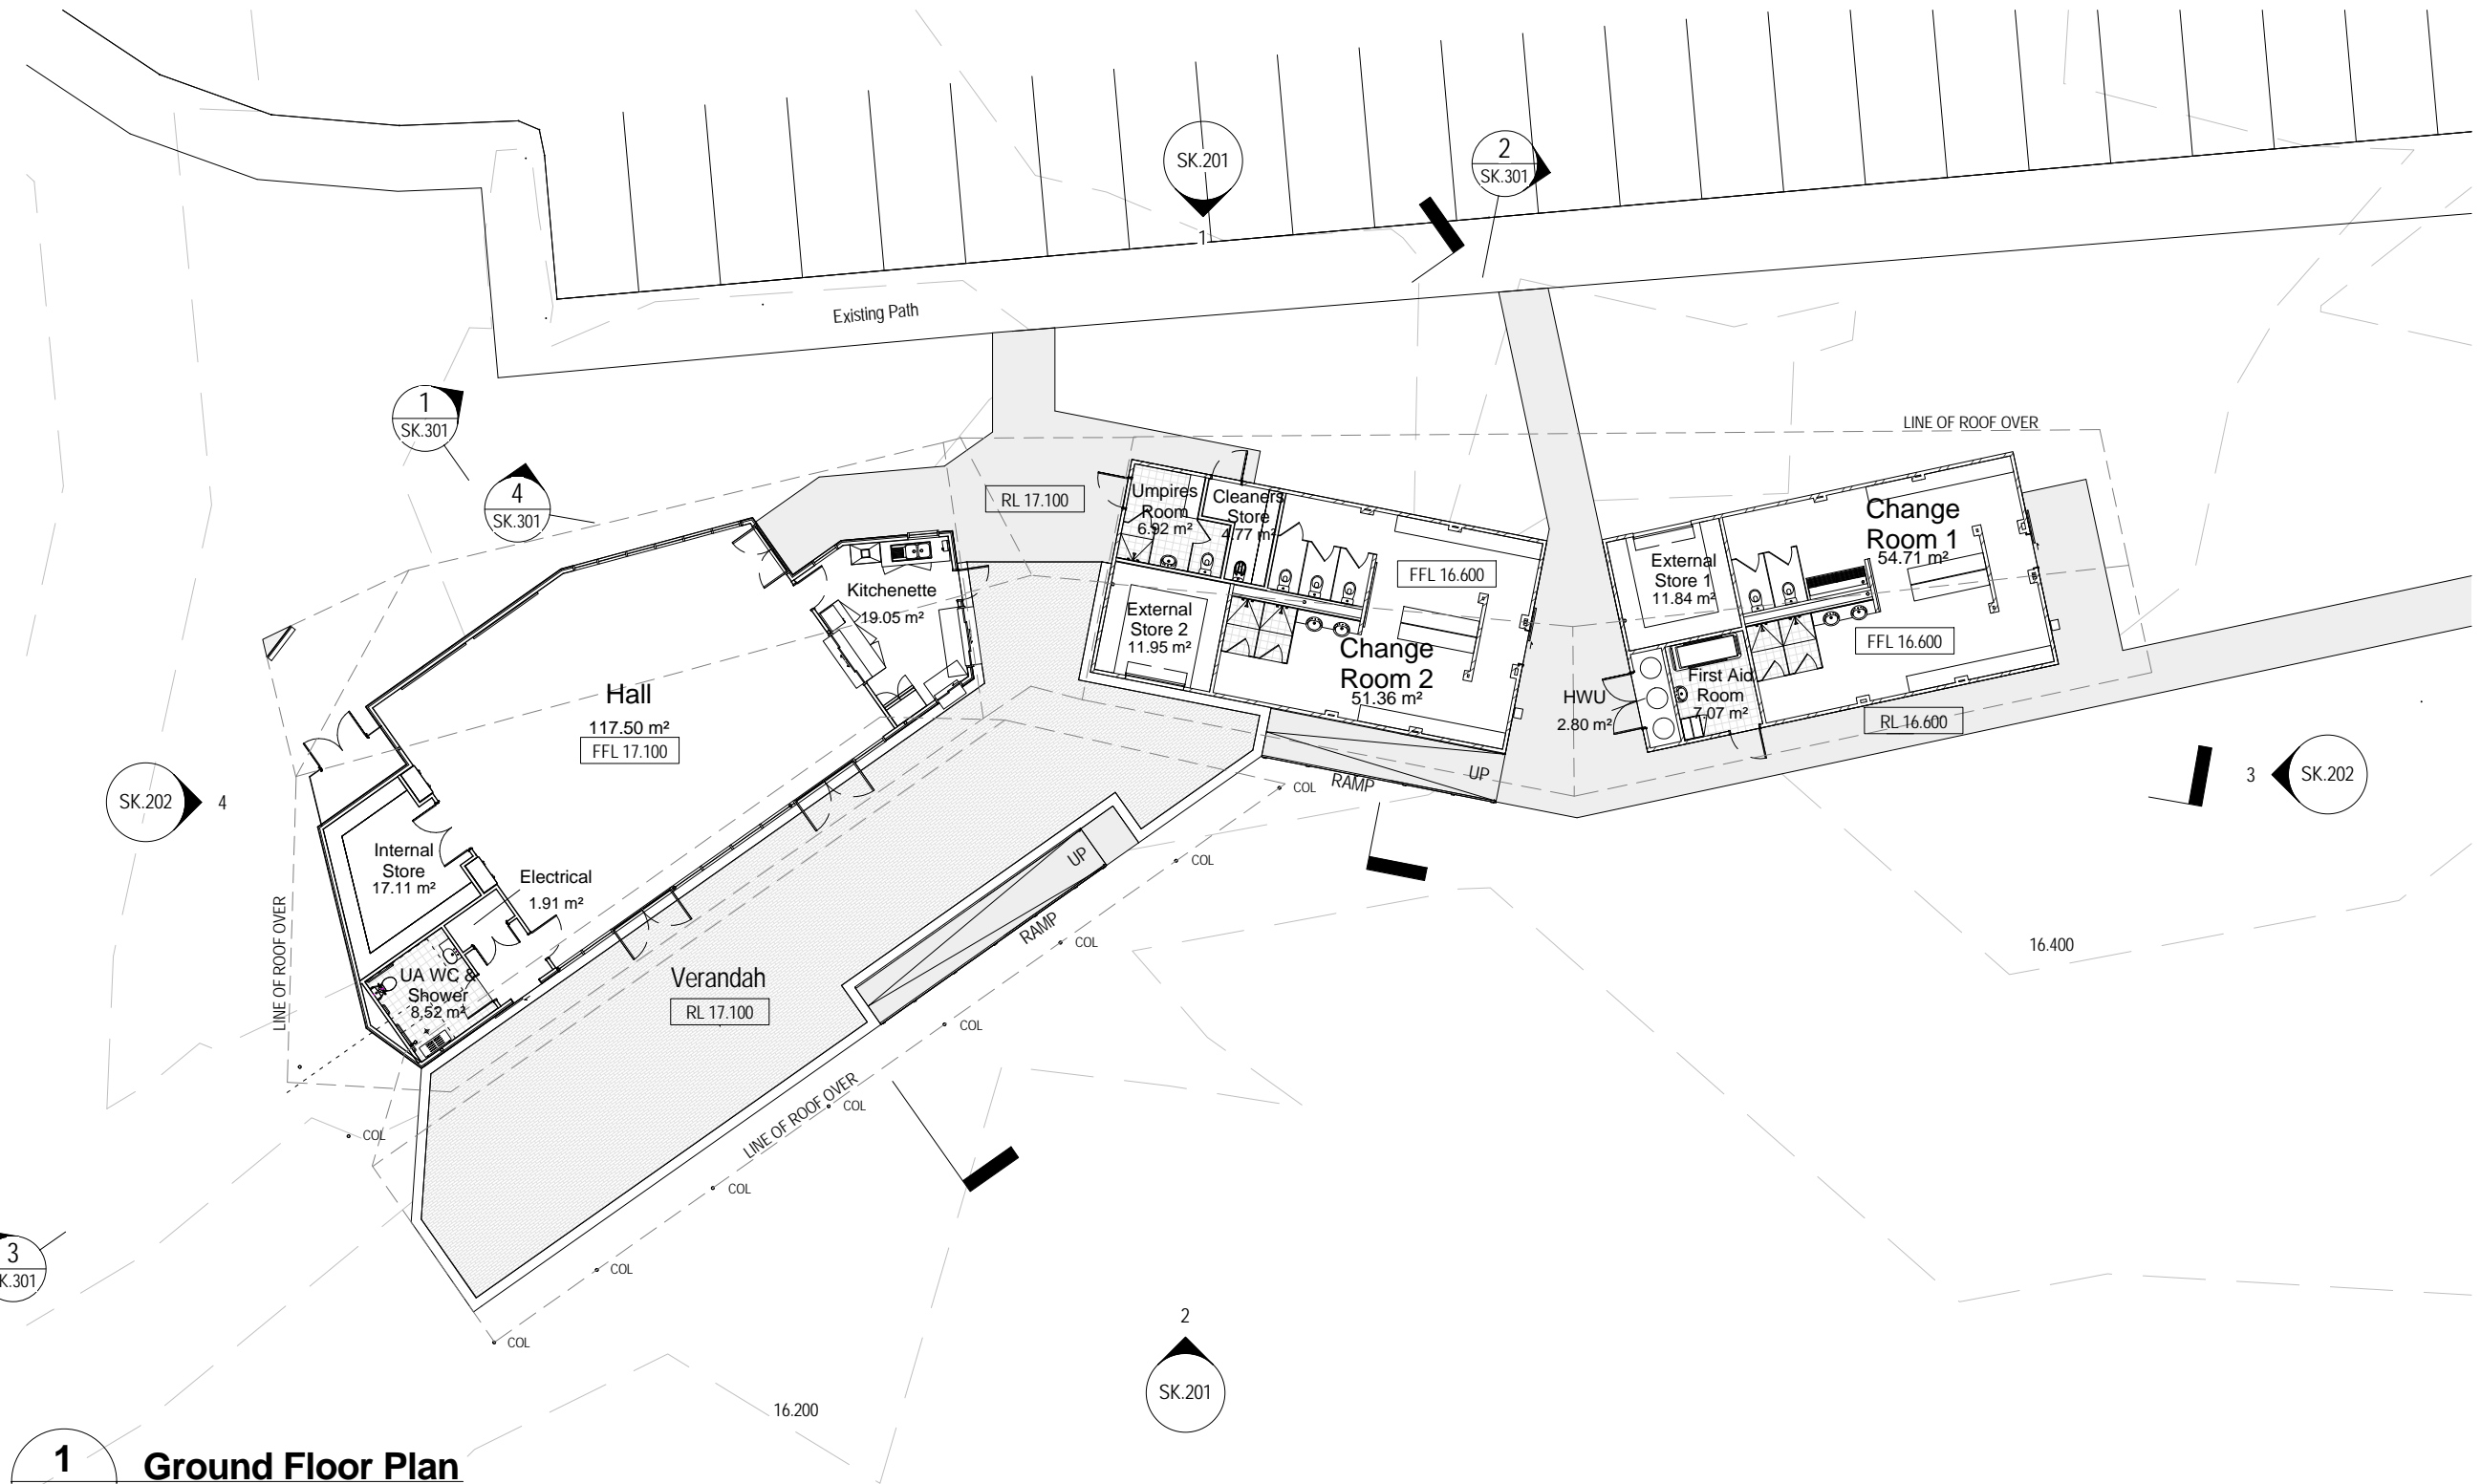 SK.201
1
2
SK.301
Existing Path
1
SK.301
4
SK.301
LINE OF ROOF OVER
RL 17.100
Umpires
Room
6.92 m²
Cleaners
Store
4.77 m²
FFL 16.600
Change
Room 1
54.71 m²
External
Store 1
11.84 m²
FFL 16.600
Kitchenette
19.05 m²
External
Store 2
11.95 m²
Change
Room 2
51.36 m²
First Aid
Room
7.07 m²
HWU
2.80 m²
RL 16.600
Hall
117.50 m²
FFL 17.100
SK.202
4
3
SK.202
UP
RAMP
COL
Internal
Store
17.11 m²
Electrical
1.91 m²
UP
COL
RAMP
COL
LINE OF ROOF OVER
16.400
UA WC &
Shower
8.52 m²
Verandah
RL 17.100
COL
LINE OF ROOF OVER
COL
COL
COL
COL
COL
3
K.301
2
SK.201
16.200
1
Ground Floor Plan